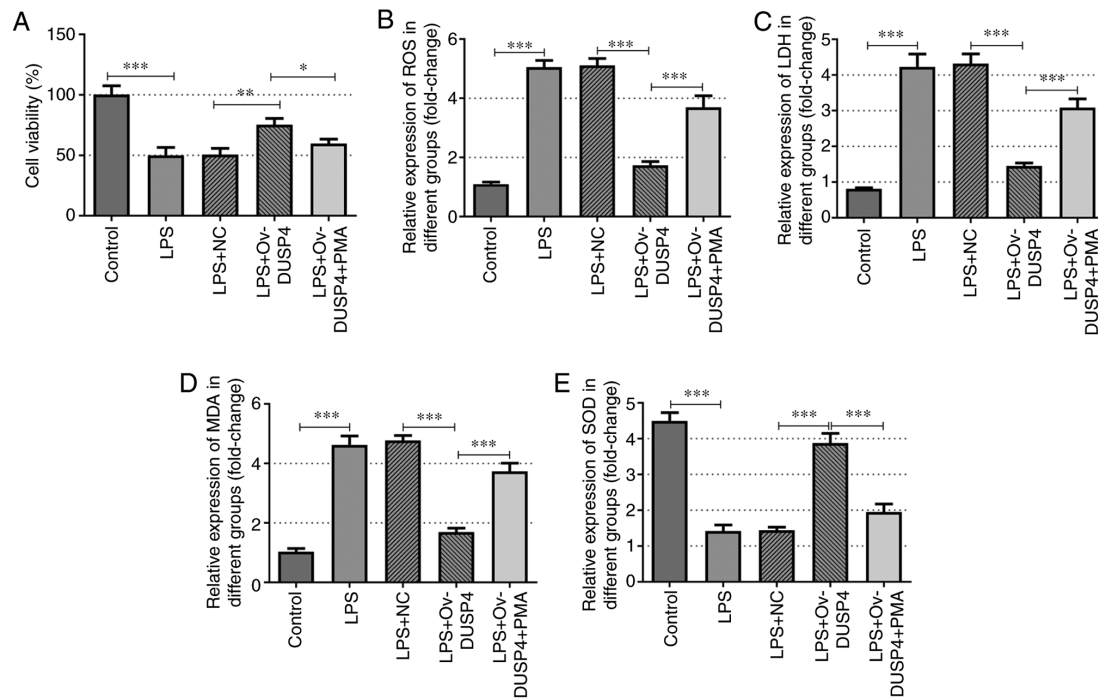 A
Cell viability (%)
150
100
50
0
***
**
*
Control
LPS
LPS+NC
LPS+Ov-
DUSP4
LPS+Ov-
DUSP4+PMA
B
Relative expression of ROS in
different groups (fold-change)
6
4
2
0
***
***
***
Control
LPS
LPS+NC
LPS+Ov-
DUSP4
LPS+Ov-
DUSP4+PMA
C
Relative expression of LDH in
different groups (fold-change)
5
4
3
2
1
0
***
***
***
Control
LPS
LPS+NC
LPS+Ov-
DUSP4
LPS+Ov-
DUSP4+PMA
D
Relative expression of MDA in
different groups (fold-change)
6
4
2
0
***
***
***
Control
LPS
LPS+NC
LPS+Ov-
DUSP4
LPS+Ov-
DUSP4+PMA
E
Relative expression of SOD in
different groups (fold-change)
5
4
3
2
1
0
***
***
***
Control
LPS
LPS+NC
LPS+Ov-
DUSP4
LPS+Ov-
DUSP4+PMA